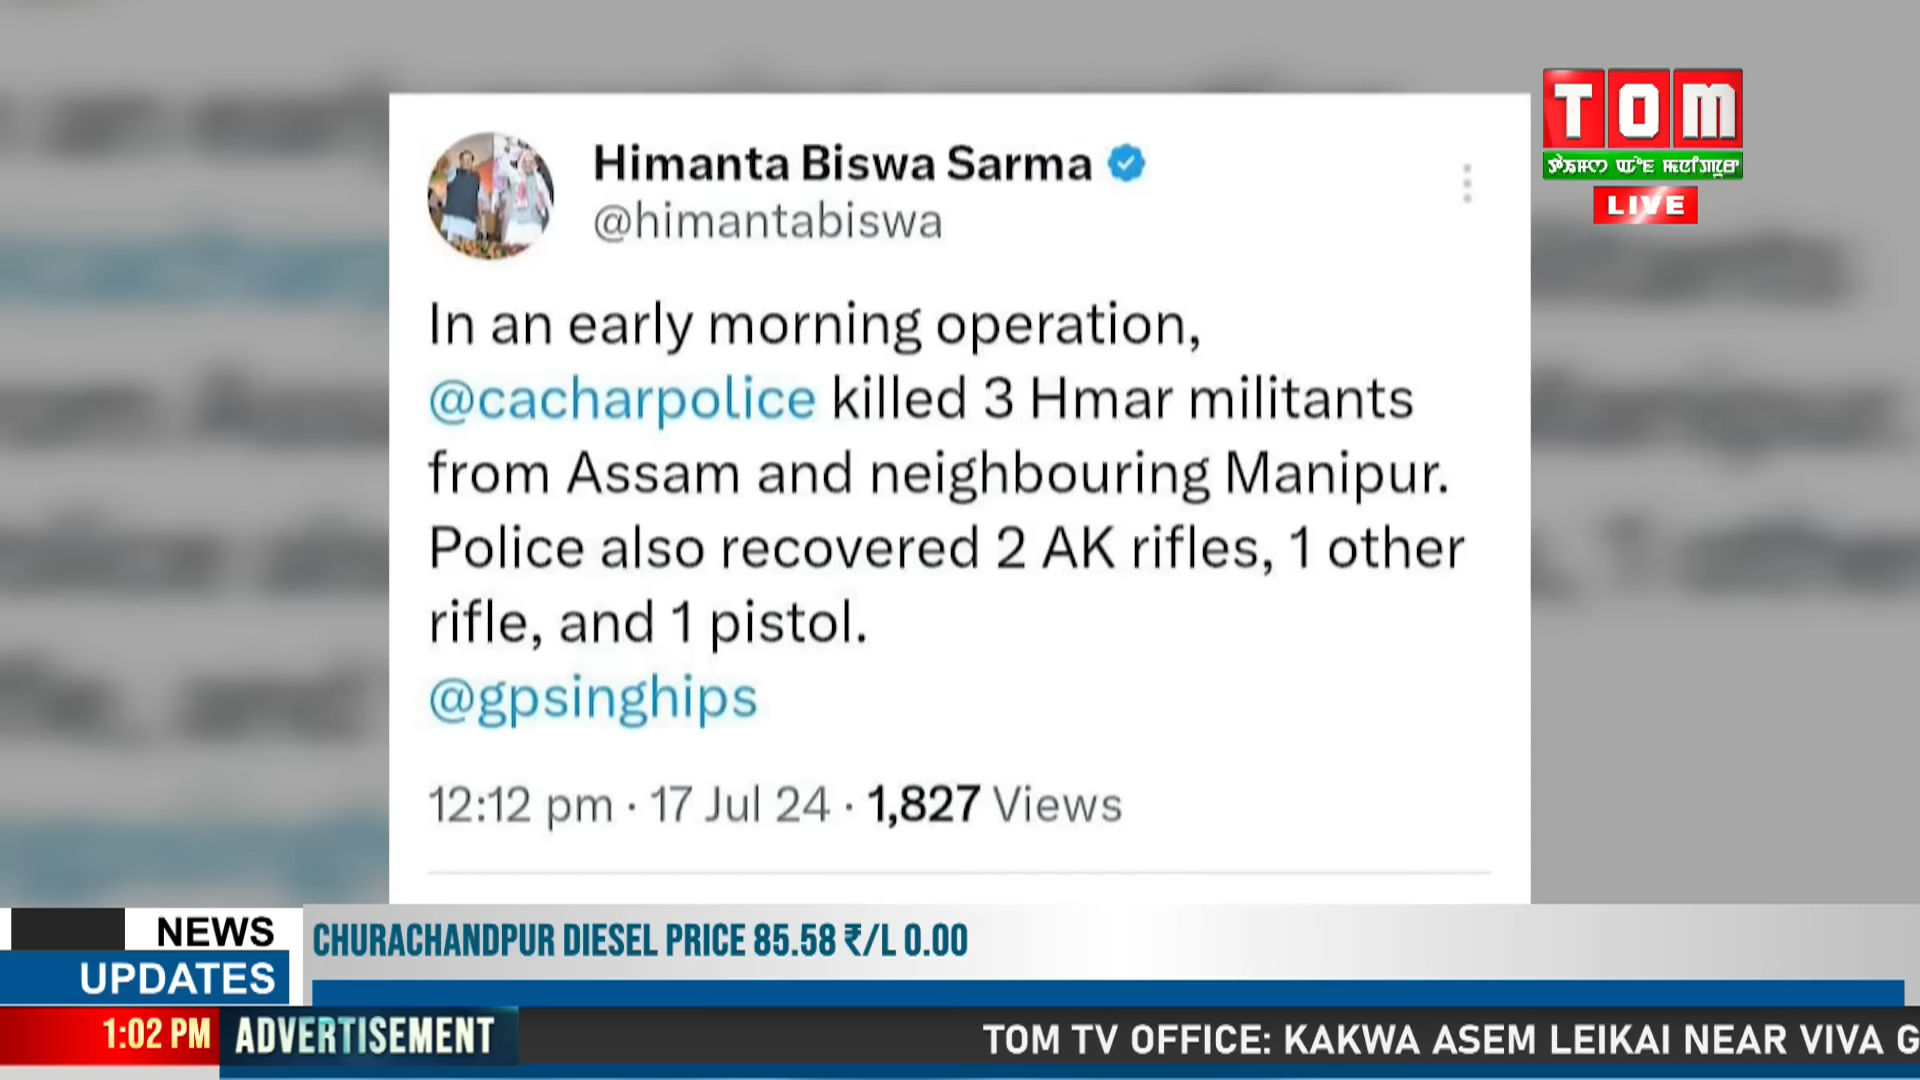 Himanta Biswa Sarma
@himantabiswa
In an early morning operation,
@cacharpolice killed 3 Hmar militants
from Assam and neighbouring Manipur.
Police also recovered 2 AK rifles, 1 other
rifle, and 1 pistol.
@gpsinghips
12:12 pm · 17 Jul 24 · 1,827 Views
TOM
LIVE
NEWS
UPDATES
CHURACHANDPUR DIESEL PRICE 85.58 ₹/L 0.00
1:02 PM
ADVERTISEMENT
TOM TV OFFICE: KAKWA ASEM LEIKAI NEAR VIVA G